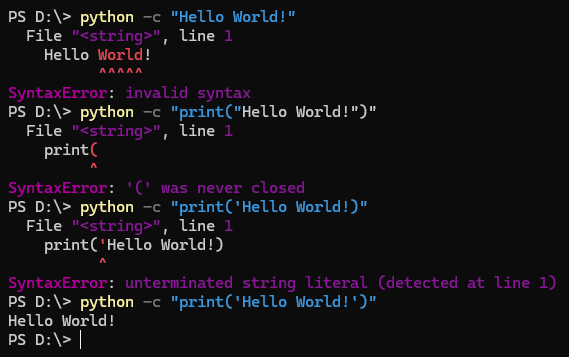 PS D:\> python -c "Hello World!"
  File "<string>", line 1
    Hello World!
          ^^^^^
SyntaxError: invalid syntax
PS D:\> python -c "print("Hello World!")"
  File "<string>", line 1
    print(
         ^
SyntaxError: '(' was never closed
PS D:\> python -c "print('Hello World!)"
  File "<string>", line 1
    print('Hello World!)
          ^
SyntaxError: unterminated string literal (detected at line 1)
PS D:\> python -c "print('Hello World!')"
Hello World!
PS D:\>